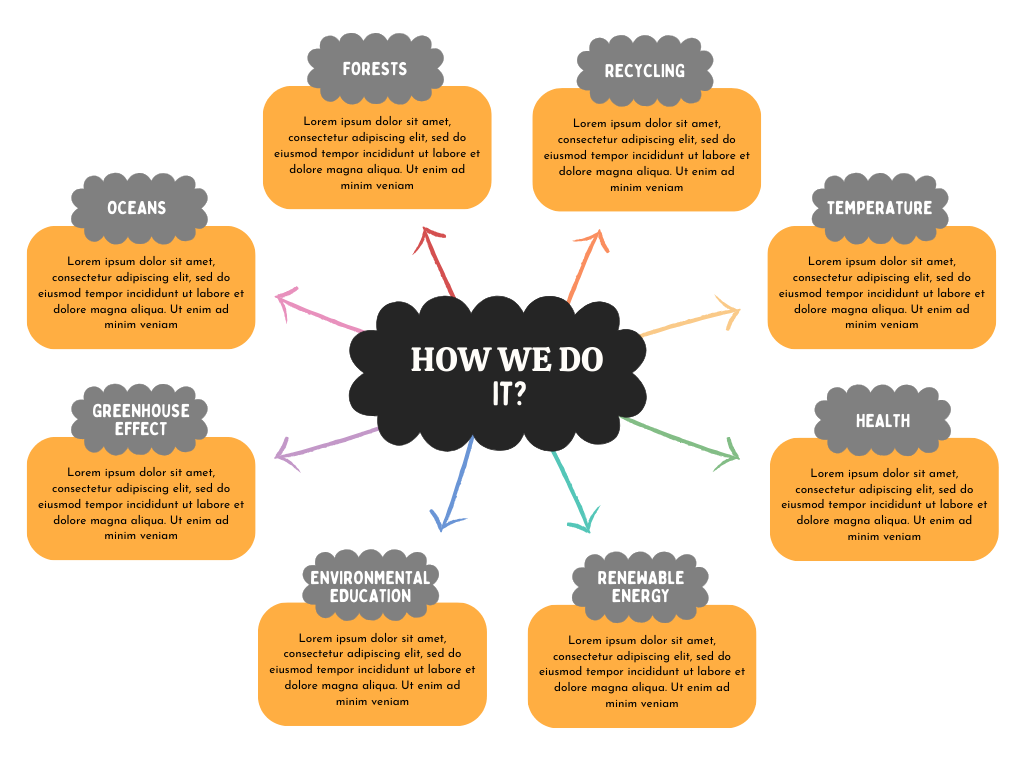 FORESTS
Lorem ipsum dolor sit amet,
consectetur adipiscing elit, sed do
eiusmod tempor incididunt ut labore et
dolore magna aliqua. Ut enim ad
minim veniam
RECYCLING
Lorem ipsum dolor sit amet,
consectetur adipiscing elit, sed do
eiusmod tempor incididunt ut labore et
dolore magna aliqua. Ut enim ad
minim veniam
OCEANS
Lorem ipsum dolor sit amet,
consectetur adipiscing elit, sed do
eiusmod tempor incididunt ut labore et
dolore magna aliqua. Ut enim ad
minim veniam
TEMPERATURE
Lorem ipsum dolor sit amet,
consectetur adipiscing elit, sed do
eiusmod tempor incididunt ut labore et
dolore magna aliqua. Ut enim ad
minim veniam
HOW WE DO
IT?
GREENHOUSE
EFFECT
Lorem ipsum dolor sit amet,
consectetur adipiscing elit, sed do
eiusmod tempor incididunt ut labore et
dolore magna aliqua. Ut enim ad
minim veniam
HEALTH
Lorem ipsum dolor sit amet,
consectetur adipiscing elit, sed do
eiusmod tempor incididunt ut labore et
dolore magna aliqua. Ut enim ad
minim veniam
ENVIRONMENTAL
EDUCATION
Lorem ipsum dolor sit amet,
consectetur adipiscing elit, sed do
eiusmod tempor incididunt ut labore et
dolore magna aliqua. Ut enim ad
minim veniam
RENEWABLE
ENERGY
Lorem ipsum dolor sit amet,
consectetur adipiscing elit, sed do
eiusmod tempor incididunt ut labore et
dolore magna aliqua. Ut enim ad
minim veniam